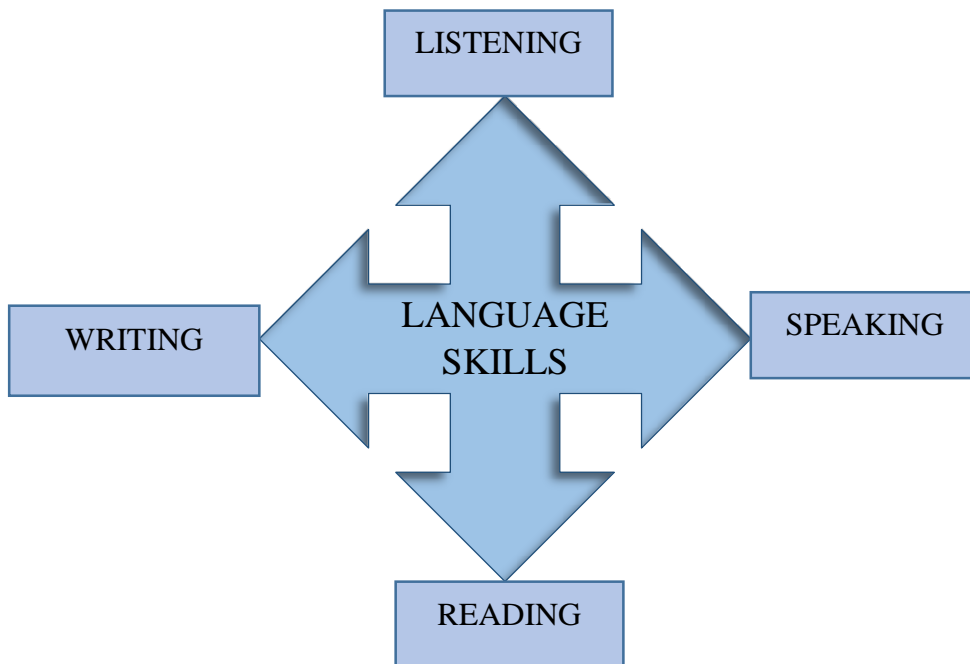 LISTENING
WRITING
LANGUAGE
SKILLS
SPEAKING
READING